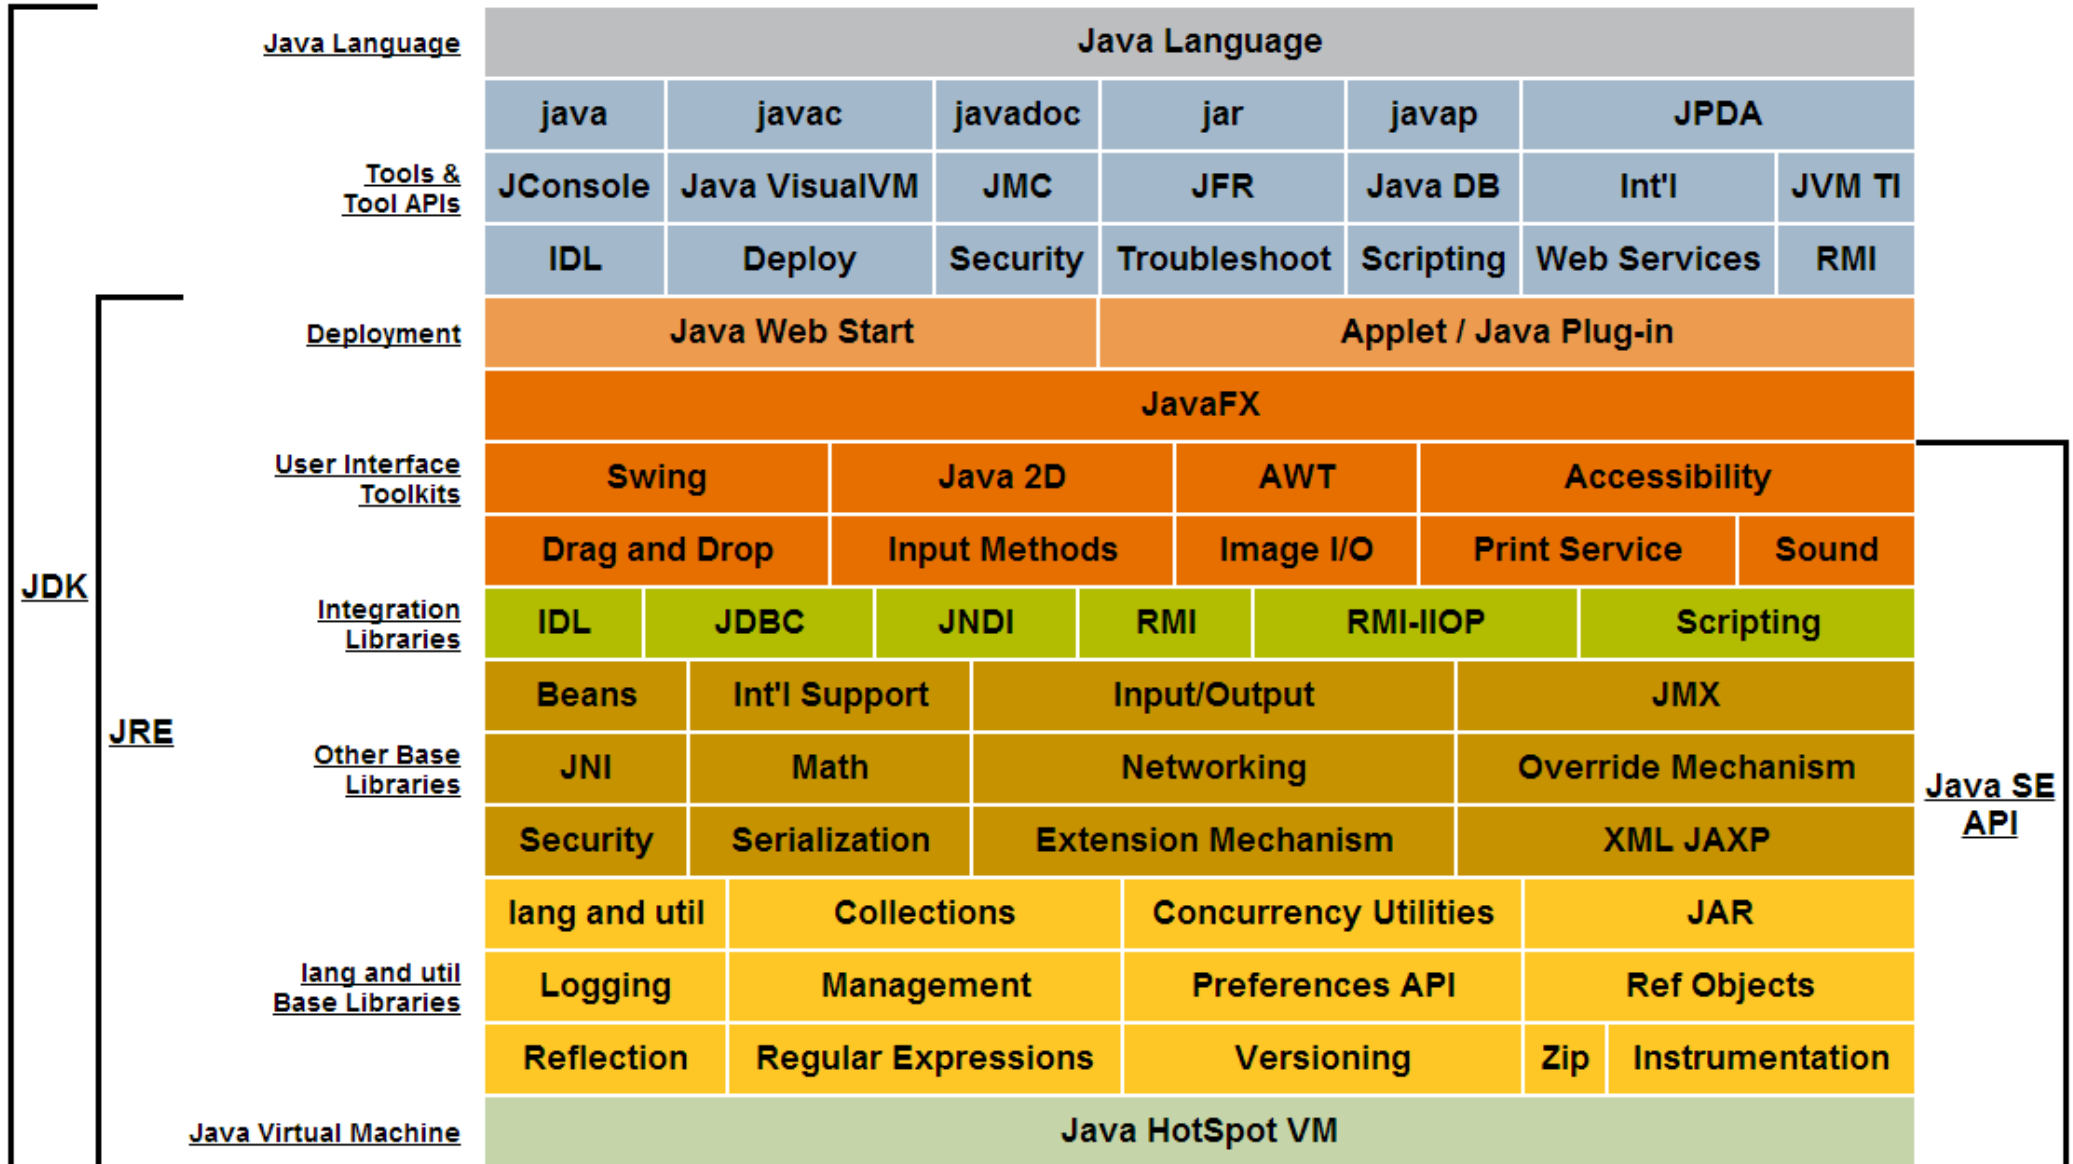 Java Language
Java Language
java javac javadoc jar javap JPDA
Tools &
Tool APIs
JConsole Java VisualVM JMC JFR Java DB Int'l JVM TI
IDL Deploy Security Troubleshoot Scripting Web Services RMI
Deployment
Java Web Start Applet / Java Plug-in
JavaFX
User Interface
Toolkits
Swing Java 2D AWT Accessibility
Drag and Drop Input Methods Image I/O Print Service Sound
JDK
Integration
Libraries
IDL JDBC JNDI RMI RMI-IIOP Scripting
Beans Int'l Support Input/Output JMX
JRE
Other Base
Libraries
JNI Math Networking Override Mechanism
Java SE
API
Security Serialization Extension Mechanism XML JAXP
lang and util Collections Concurrency Utilities JAR
lang and util
Base Libraries
Logging Management Preferences API Ref Objects
Reflection Regular Expressions Versioning Zip Instrumentation
Java Virtual Machine
Java HotSpot VM